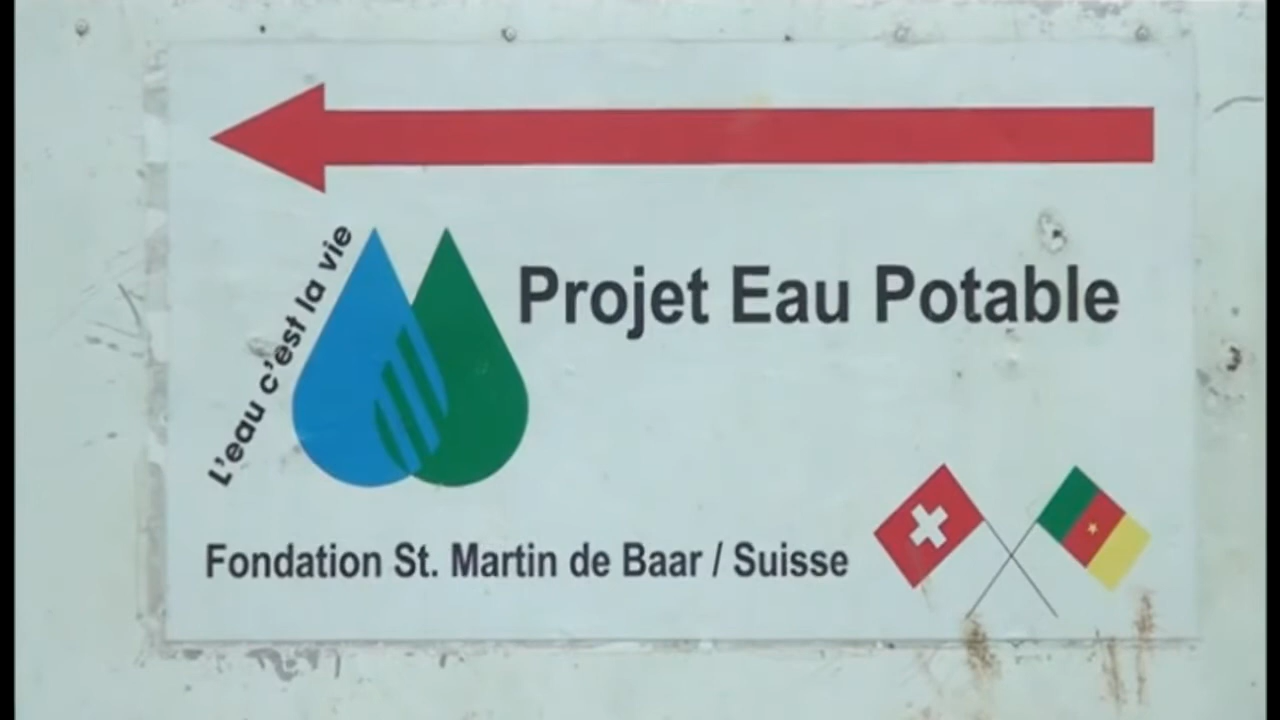 L'eau c'est la vie
Projet Eau Potable
Fondation St. Martin de Baar / Suisse